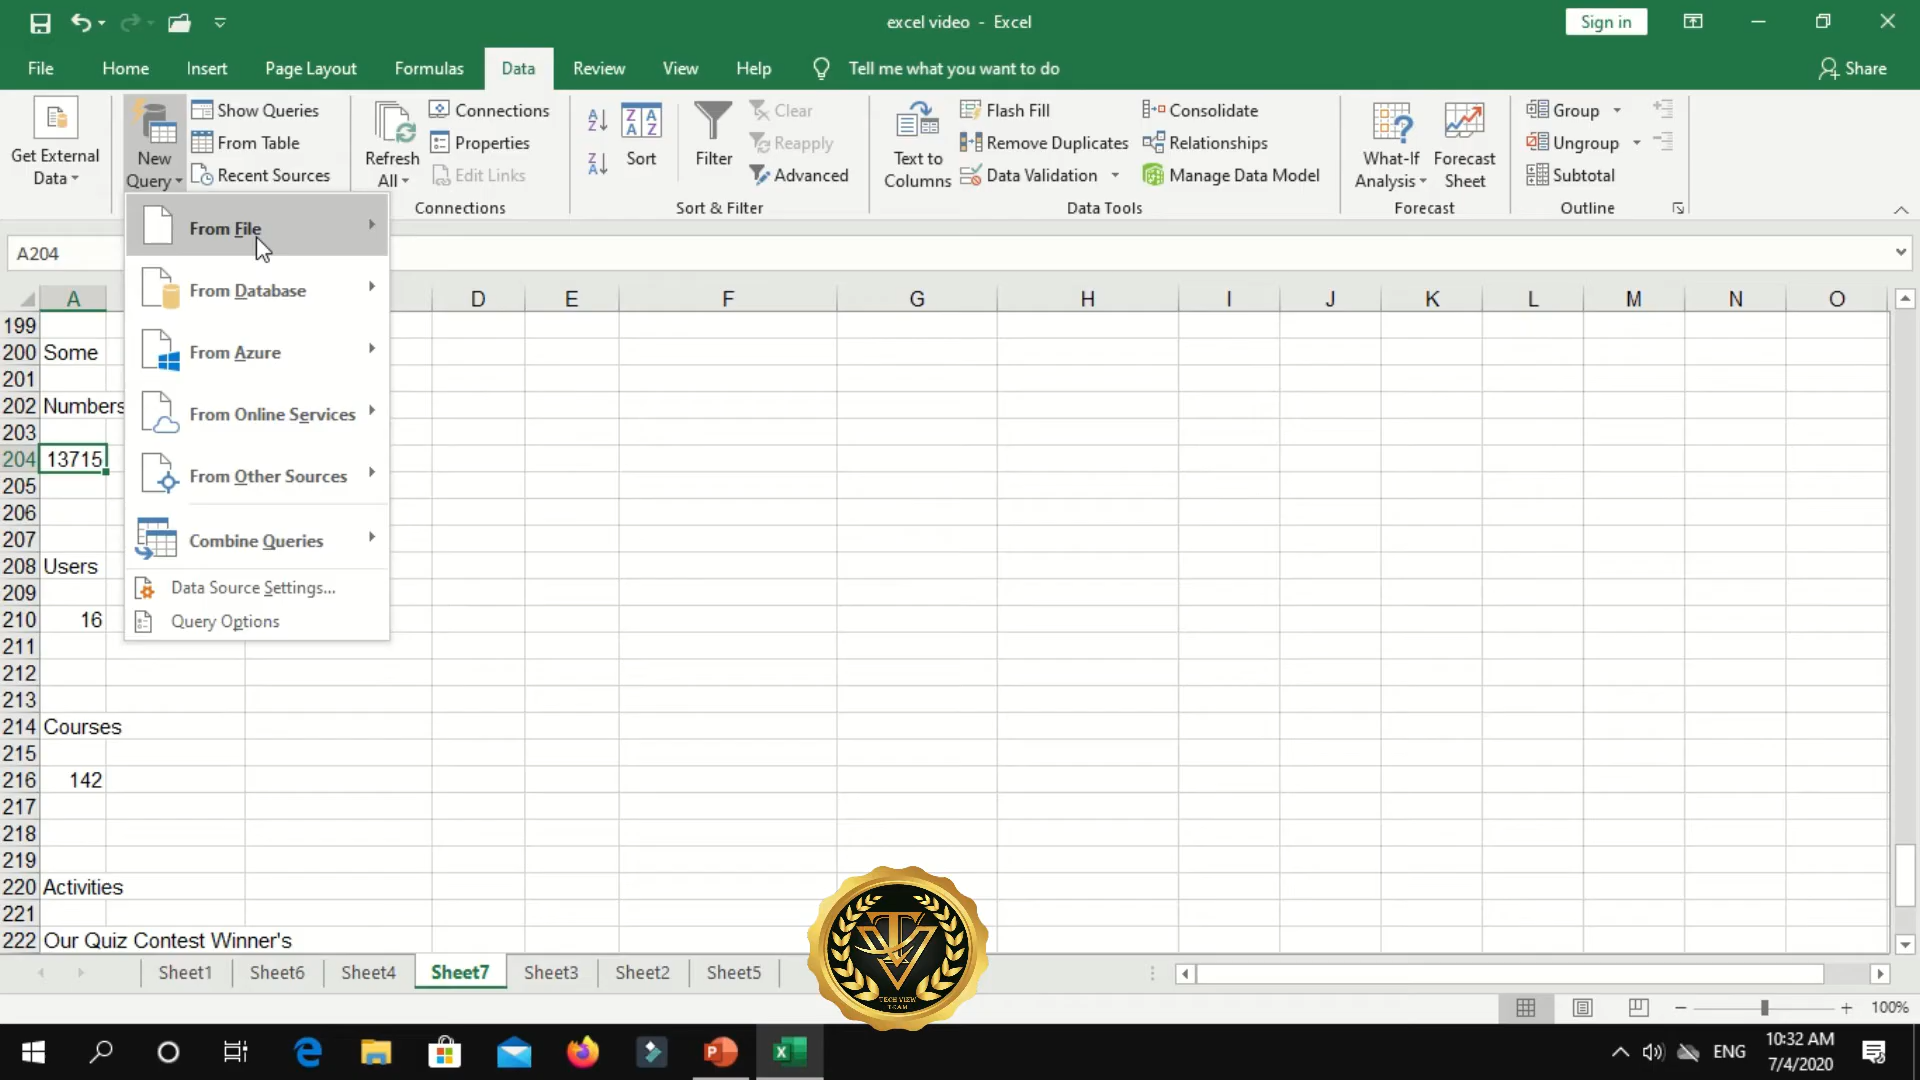 excel video - Excel
Sign in
File Home Insert Page Layout Formulas Data Review View Help Tell me what you want to do Share
Get External Data
New Query
Show Queries
From Table
Recent Sources
Refresh All
Connections
Properties
Edit Links
Connections
Sort
Filter
Clear
Reapply
Advanced
Sort & Filter
Text to Columns
Flash Fill
Remove Duplicates
Data Validation
Consolidate
Relationships
Manage Data Model
Data Tools
What-If Analysis
Forecast Sheet
Forecast
Group
Ungroup
Subtotal
Outline
A204
From File
From Database
From Azure
From Online Services
From Other Sources
Combine Queries
Data Source Settings...
Query Options
A D E F G H I J K L M N O
199
200 Some
201
202 Numbers
203
204 13715
205
206
207
208 Users
209
210 16
211
212
213
214 Courses
215
216 142
217
218
219
220 Activities
221
222 Our Quiz Contest Winner's
TECH VIEW
TEAM
Sheet1 Sheet6 Sheet4 Sheet7 Sheet3 Sheet2 Sheet5
100%
ENG
10:32 AM
7/4/2020